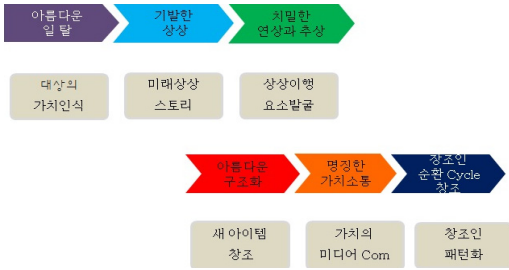 아름다운
일 탈
기발한
상상
치밀한
연상과 추상
대상의
가치인식
미래상상
스토리
상상이행
요소발굴
아름다운
구조화
명징한
가치소통
창조인
순환 Cycle
창조
새 아이템
창조
가치의
미디어 Com
창조인
패턴화